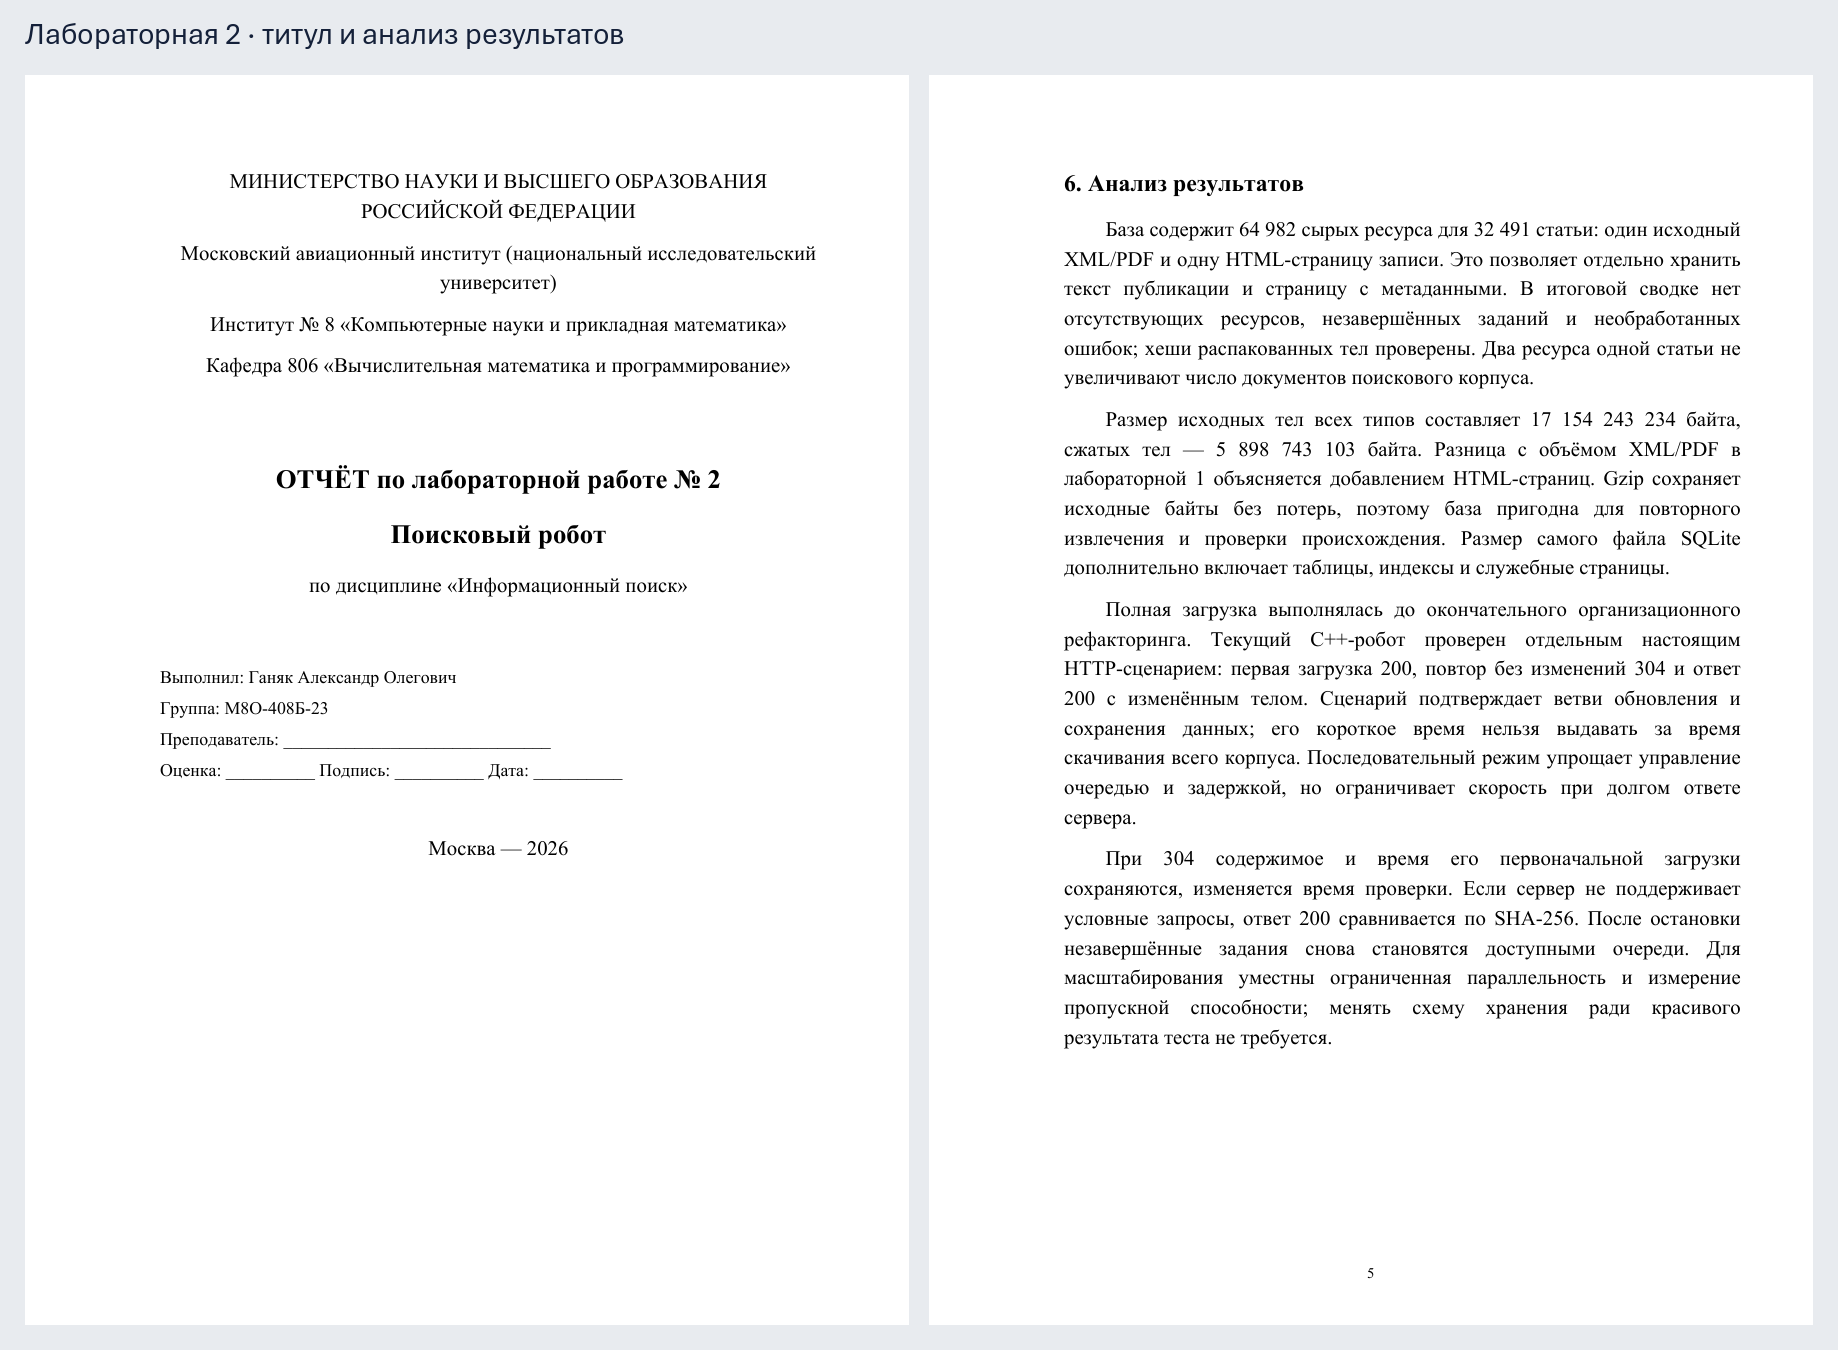 Лабораторная 2 · титул и анализ результатов
МИНИСТЕРСТВО НАУКИ И ВЫСШЕГО ОБРАЗОВАНИЯ
РОССИЙСКОЙ ФЕДЕРАЦИИ
Московский авиационный институт (национальный исследовательский
университет)
Институт № 8 «Компьютерные науки и прикладная математика»
Кафедра 806 «Вычислительная математика и программирование»
ОТЧЁТ по лабораторной работе № 2
Поисковый робот
по дисциплине «Информационный поиск»
Выполнил: Ганяк Александр Олегович
Группа: М8О-408Б-23
Преподаватель: ______________________________
Оценка: __________ Подпись: __________ Дата: __________
Москва — 2026
6. Анализ результатов
База содержит 64 982 сырых ресурса для 32 491 статьи: один исходный
XML/PDF и одну HTML-страницу записи. Это позволяет отдельно хранить
текст публикации и страницу с метаданными. В итоговой сводке нет
отсутствующих ресурсов, незавершённых заданий и необработанных
ошибок; хеши распакованных тел проверены. Два ресурса одной статьи не
увеличивают число документов поискового корпуса.
Размер исходных тел всех типов составляет 17 154 243 234 байта,
сжатых тел — 5 898 743 103 байта. Разница с объёмом XML/PDF в
лабораторной 1 объясняется добавлением HTML-страниц. Gzip сохраняет
исходные байты без потерь, поэтому база пригодна для повторного
извлечения и проверки происхождения. Размер самого файла SQLite
дополнительно включает таблицы, индексы и служебные страницы.
Полная загрузка выполнялась до окончательного организационного
рефакторинга. Текущий C++-робот проверен отдельным настоящим
HTTP-сценарием: первая загрузка 200, повтор без изменений 304 и ответ
200 с изменённым телом. Сценарий подтверждает ветви обновления и
сохранения данных; его короткое время нельзя выдавать за время
скачивания всего корпуса. Последовательный режим упрощает управление
очередью и задержкой, но ограничивает скорость при долгом ответе
сервера.
При 304 содержимое и время его первоначальной загрузки
сохраняются, изменяется время проверки. Если сервер не поддерживает
условные запросы, ответ 200 сравнивается по SHA-256. После остановки
незавершённые задания снова становятся доступными очереди. Для
масштабирования уместны ограниченная параллельность и измерение
пропускной способности; менять схему хранения ради красивого
результата теста не требуется.
5